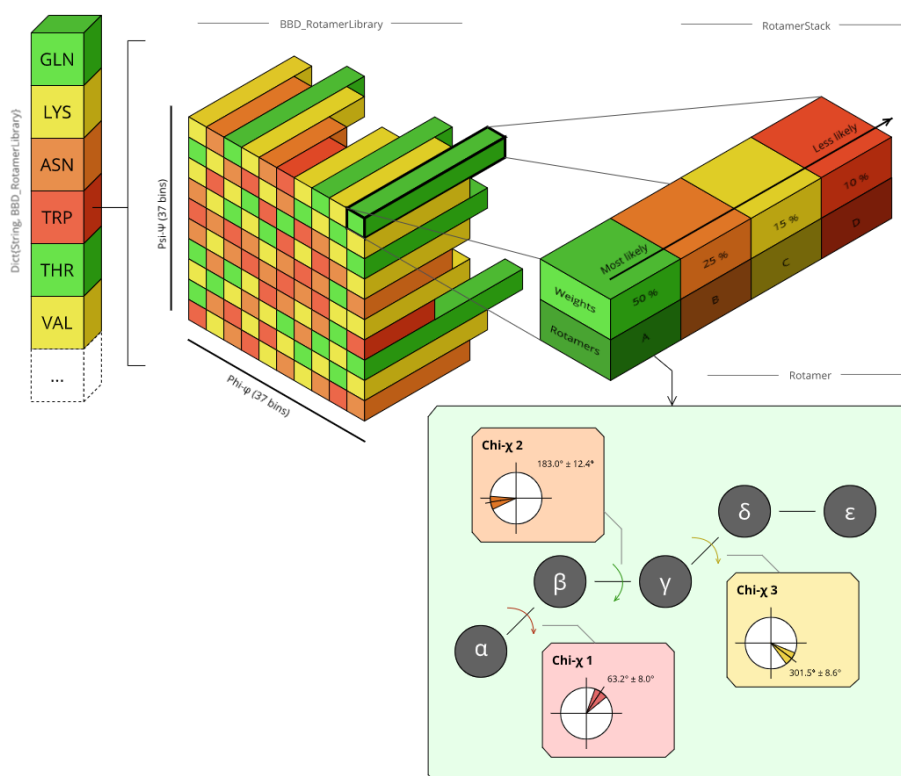 BBD_RotamerLibrary
RotamerStack
Dict{String, BBD_RotamerLibrary}
GLN
LYS
ASN
TRP
THR
VAL
...
Psi-Ψ (37 bins)
Phi-φ (37 bins)
Most likely
Less likely
Weights
50 %
25 %
15 %
10 %
Rotamers
A
B
C
D
Rotamer
Chi-χ 2
183.0° ± 12.4°
δ
ε
β
γ
α
Chi-χ 3
301.5° ± 8.6°
Chi-χ 1
63.2° ± 8.0°